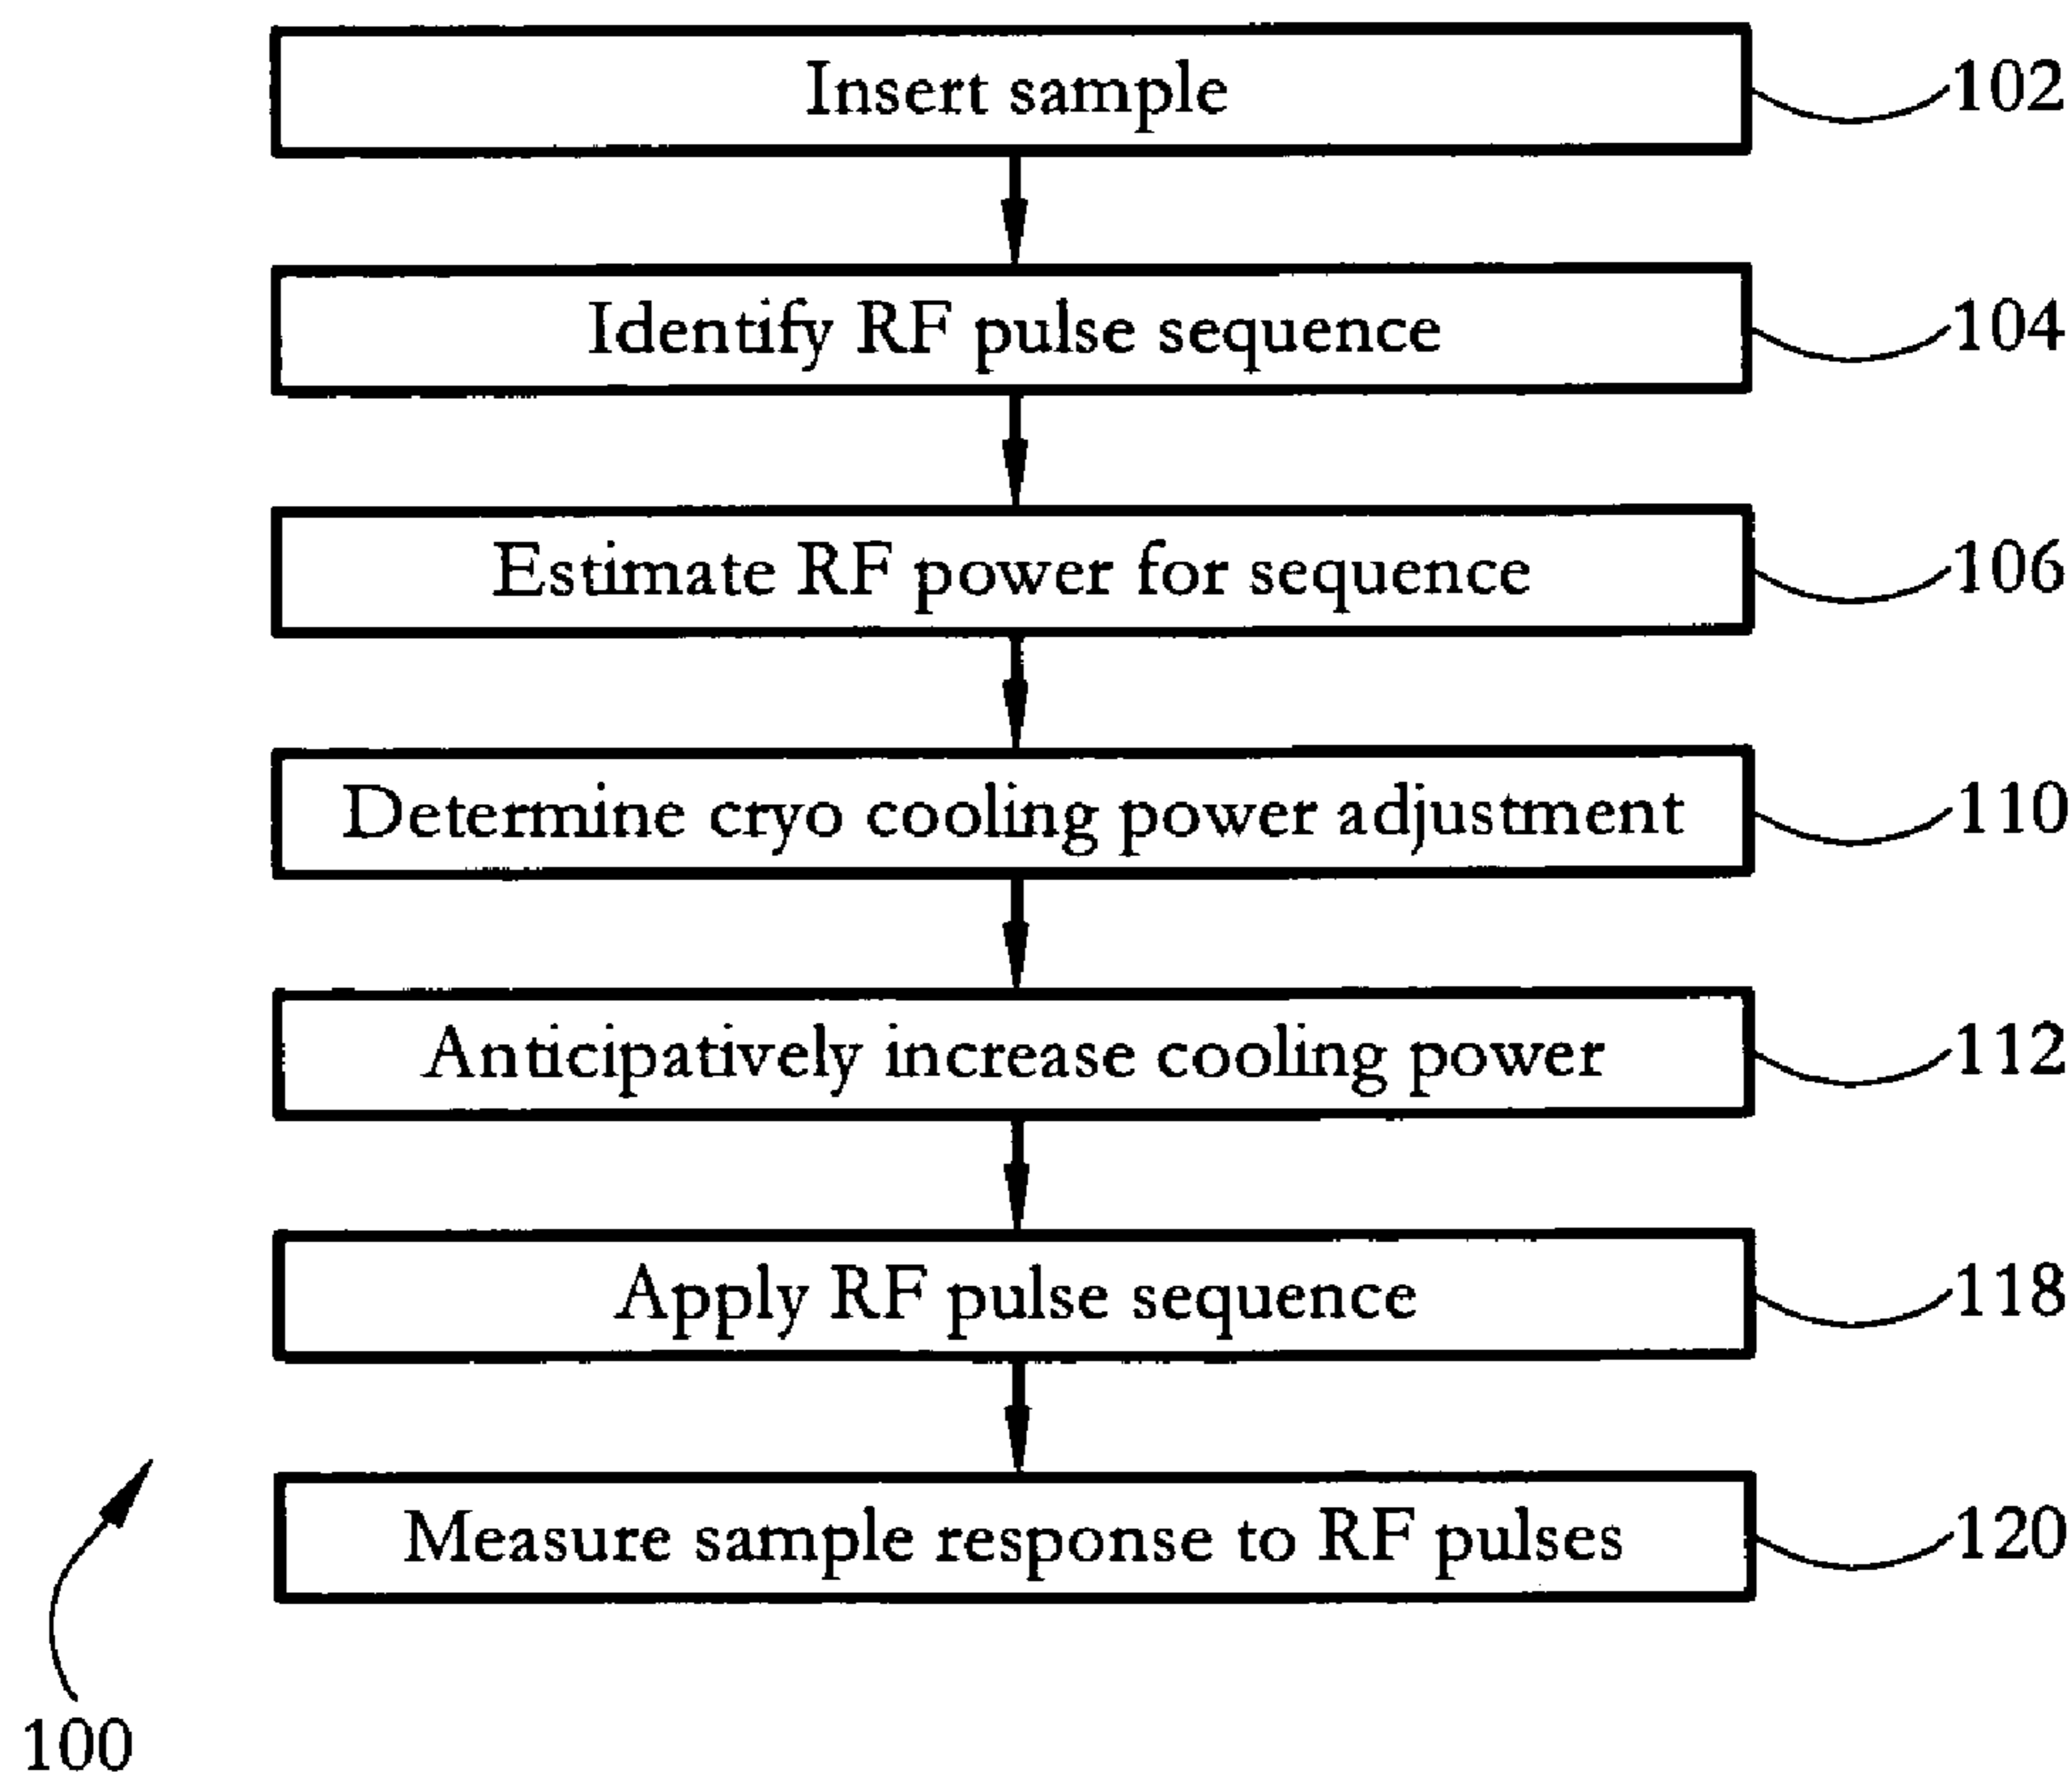 Insert sample
102
Identify RF pulse sequence
104
Estimate RF power for sequence
106
Determine cryo cooling power adjustment
110
Anticipatively increase cooling power
112
Apply RF pulse sequence
118
Measure sample response to RF pulses
120
100